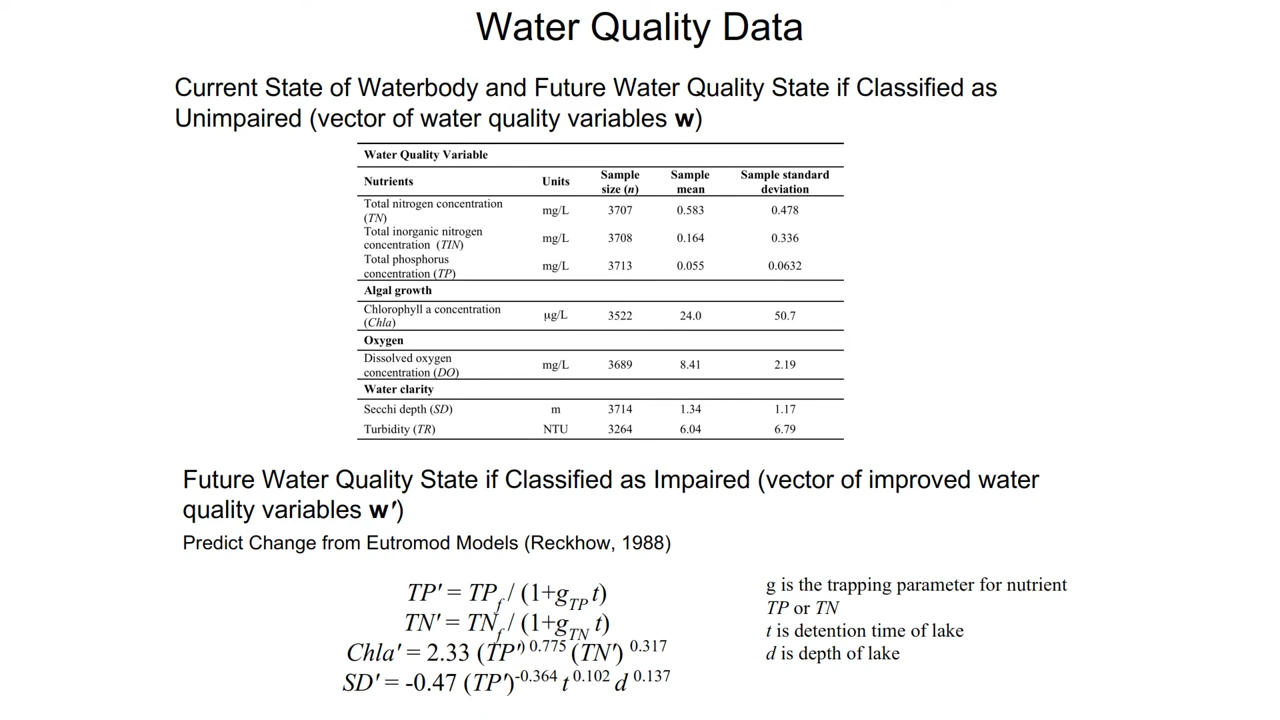 Water Quality Data
Current State of Waterbody and Future Water Quality State if Classified as
Unimpaired (vector of water quality variables w)
Water Quality Variable
Nutrients Units Sample size (n) Sample mean Sample standard deviation
Total nitrogen concentration (TN) mg/L 3707 0.583 0.478
Total inorganic nitrogen concentration (TIN) mg/L 3708 0.164 0.336
Total phosphorus concentration (TP) mg/L 3713 0.055 0.0632
Algal growth
Chlorophyll a concentration (Chla) µg/L 3522 24.0 50.7
Oxygen
Dissolved oxygen concentration (DO) mg/L 3689 8.41 2.19
Water clarity
Secchi depth (SD) m 3714 1.34 1.17
Turbidity (TR) NTU 3264 6.04 6.79
Future Water Quality State if Classified as Impaired (vector of improved water
quality variables w')
Predict Change from Eutromod Models (Reckhow, 1988)
TP' = TP_f / (1+g_TP t)
TN' = TN_f / (1+g_TN t)
Chla' = 2.33 (TP')^0.775 (TN')^0.317
SD' = -0.47 (TP')^-0.364 t^0.102 d^0.137
g is the trapping parameter for nutrient
TP or TN
t is detention time of lake
d is depth of lake